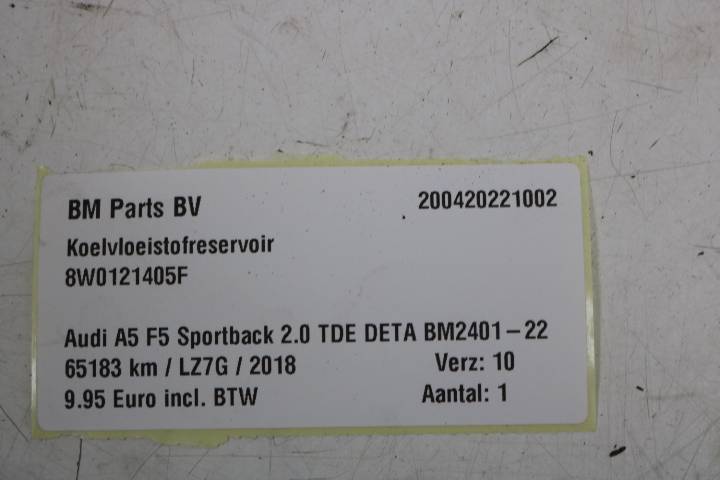 BM Parts BV 200420221002
Koelvloeistofreservoir
8W0121405F
Audi A5 F5 Sportback 2.0 TDE DETA BM2401-22
65183 km / LZ7G / 2018 Verz: 10
9.95 Euro incl. BTW Aantal: 1